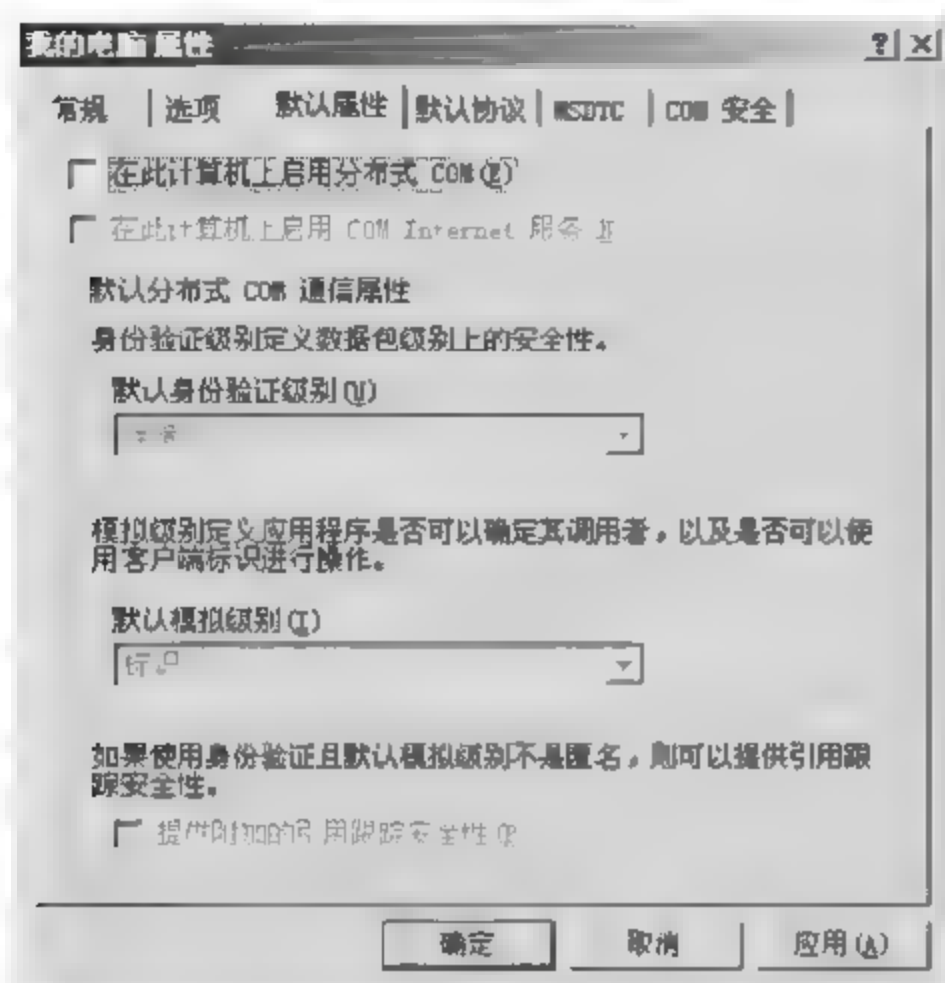 我的电脑 属性
常规 选项 默认属性 默认协议 MSDTC COM 安全
在此计算机上启用分布式 COM(E)
在此计算机上启用 COM Internet 服务
默认分布式 COM 通信属性
身份验证级别定义数据包级别上的安全性。
默认身份验证级别(U)
模拟级别定义应用程序是否可以确定其调用者，以及是否可以使
用客户端标识进行操作。
默认模拟级别(I)
如果使用身份验证且默认模拟级别不是匿名，则可以提供引用跟
踪安全性。
提供附加的引用跟踪安全性
确定 取消 应用(A)